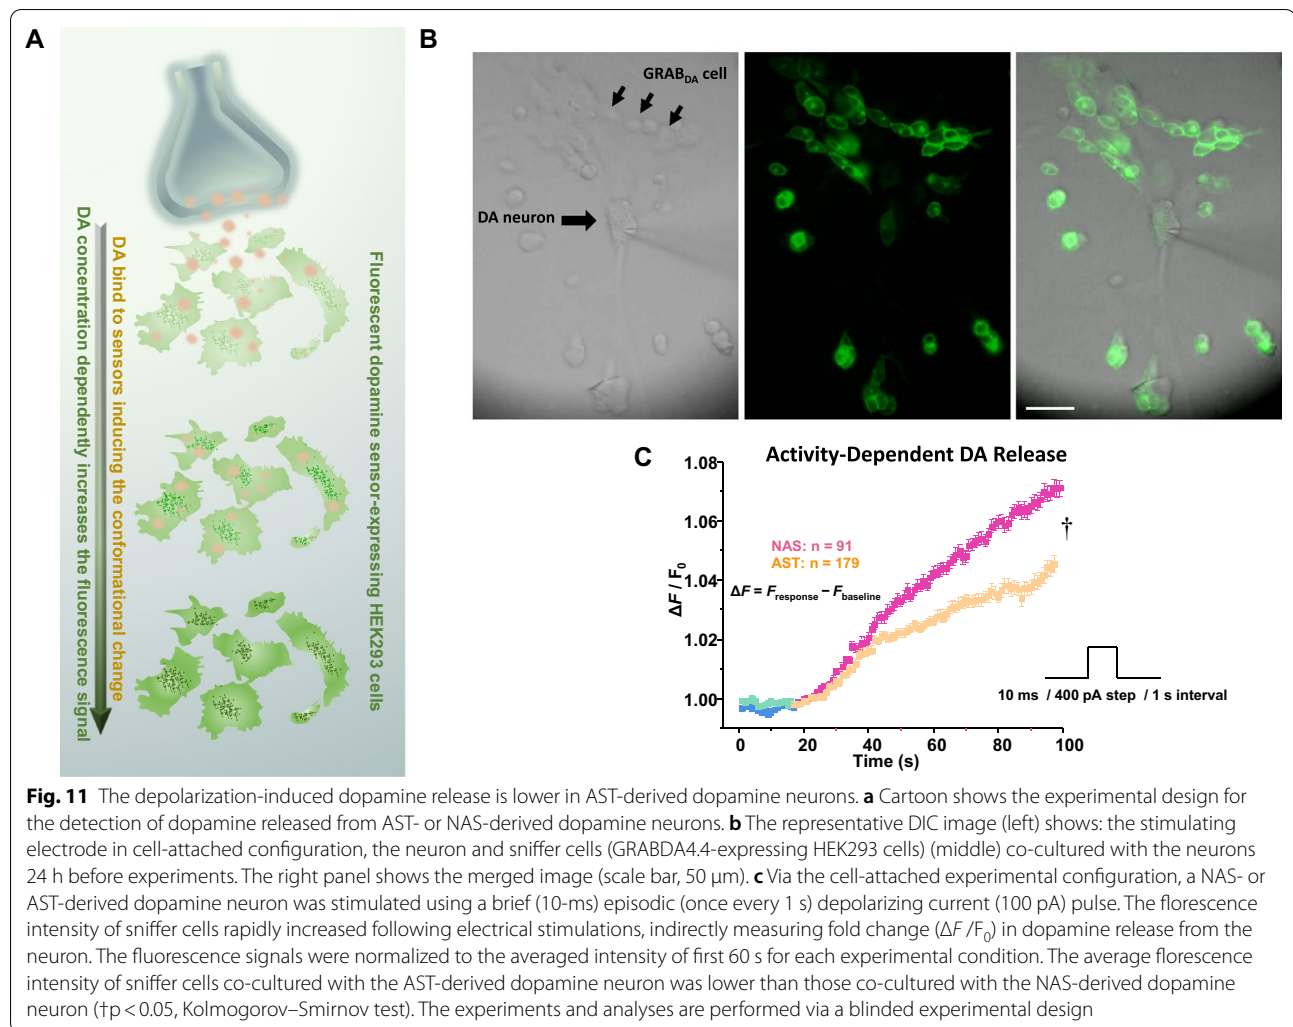 A
DA concentration dependently increases the fluorescence signal
DA bind to sensors inducing the conformational change
Fluorescent dopamine sensor-expressing HEK293 cells
B
GRABDA cell
DA neuron
C
Activity-Dependent DA Release
1.08
1.06
1.04
1.02
1.00
ΔF / F0
NAS: n = 91
AST: n = 179
ΔF = Fresponse − Fbaseline
†
10 ms / 400 pA step / 1 s interval
0 20 40 60 80 100
Time (s)
Fig. 11 The depolarization-induced dopamine release is lower in AST-derived dopamine neurons. a Cartoon shows the experimental design for
the detection of dopamine released from AST- or NAS-derived dopamine neurons. b The representative DIC image (left) shows: the stimulating
electrode in cell-attached configuration, the neuron and sniffer cells (GRABDA4.4-expressing HEK293 cells) (middle) co-cultured with the neurons
24 h before experiments. The right panel shows the merged image (scale bar, 50 μm). c Via the cell-attached experimental configuration, a NAS- or
AST-derived dopamine neuron was stimulated using a brief (10-ms) episodic (once every 1 s) depolarizing current (100 pA) pulse. The florescence
intensity of sniffer cells rapidly increased following electrical stimulations, indirectly measuring fold change (ΔF /F0) in dopamine release from the
neuron. The fluorescence signals were normalized to the averaged intensity of first 60 s for each experimental condition. The average florescence
intensity of sniffer cells co-cultured with the AST-derived dopamine neuron was lower than those co-cultured with the NAS-derived dopamine
neuron (†p < 0.05, Kolmogorov–Smirnov test). The experiments and analyses are performed via a blinded experimental design